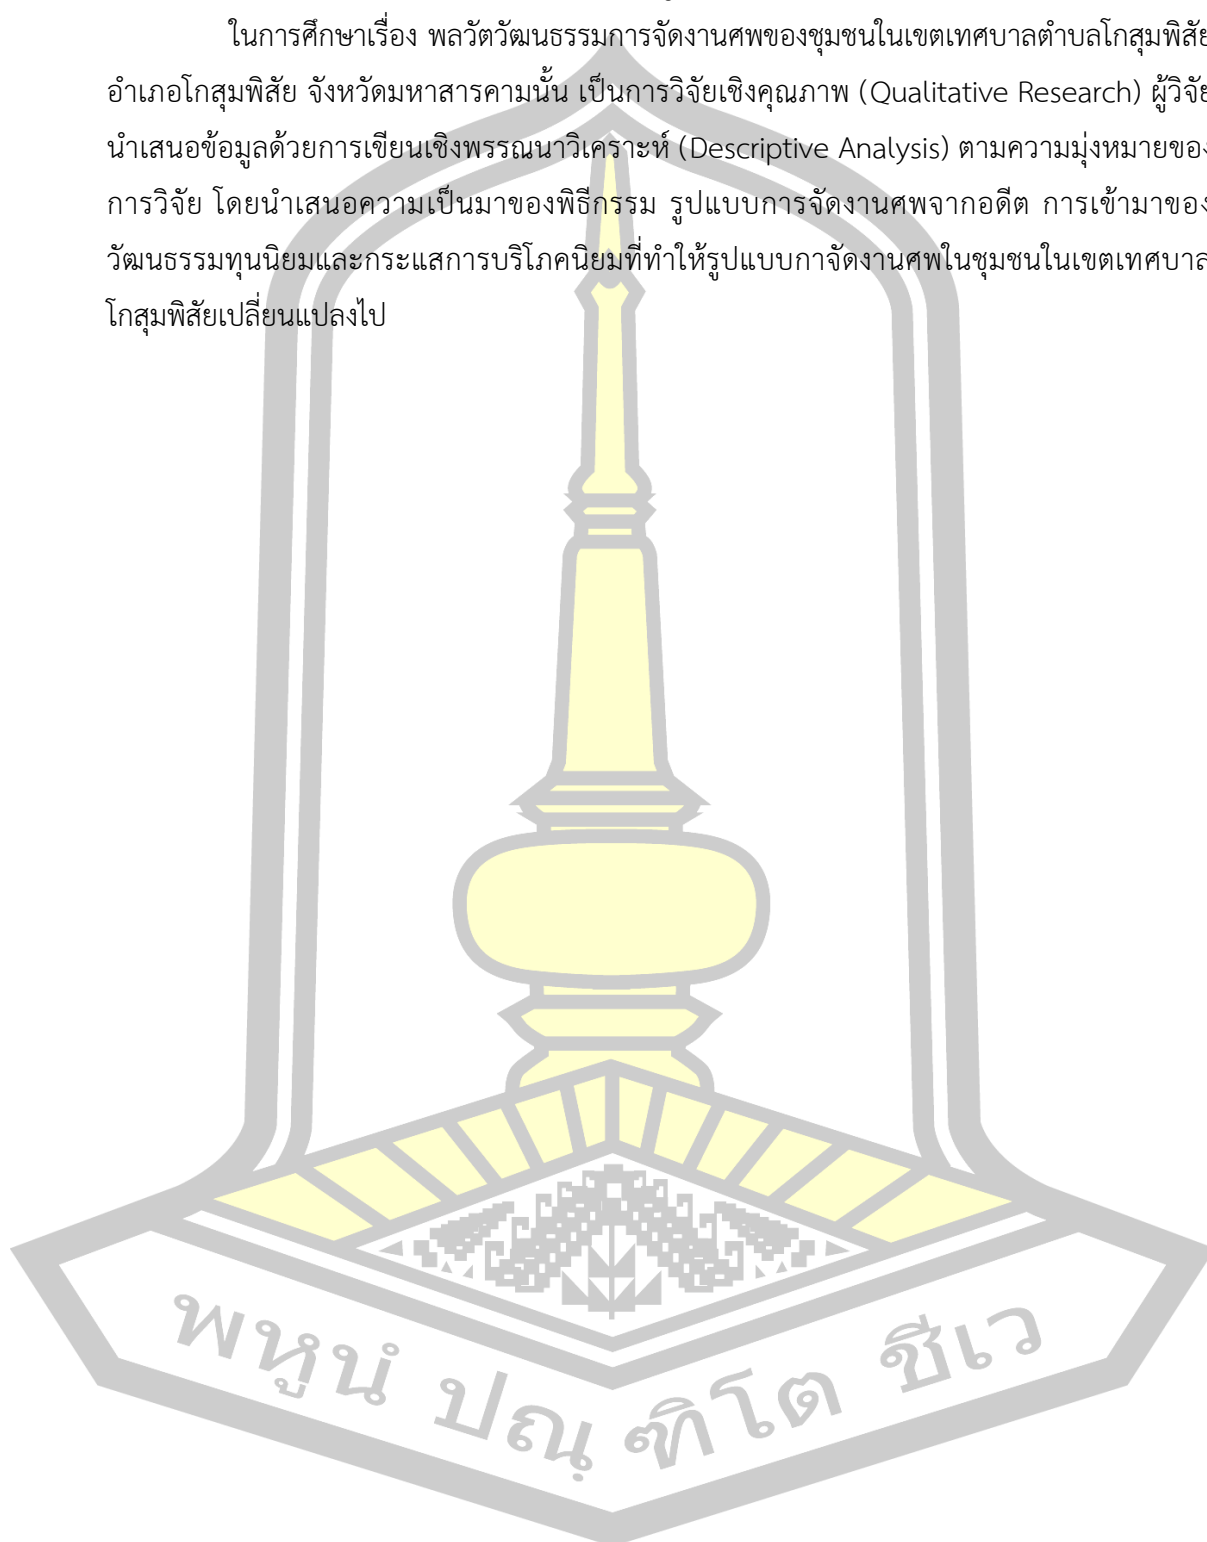 ในการศึกษาเรื่อง พลวัตวัฒนธรรมการจัดงานศพของชุมชนในเขตเทศบาลตำบลโกสุมพิสัย
อำเภอโกสุมพิสัย จังหวัดมหาสารคามนั้น เป็นการวิจัยเชิงคุณภาพ (Qualitative Research) ผู้วิจัย
นำเสนอข้อมูลด้วยการเขียนเชิงพรรณนาวิเคราะห์ (Descriptive Analysis) ตามความมุ่งหมายของ
การวิจัย โดยนำเสนอความเป็นมาของพิธีกรรม รูปแบบการจัดงานศพจากอดีต การเข้ามาของ
วัฒนธรรมทุนนิยมและกระแสการบริโภคนิยมที่ทำให้รูปแบบกาจัดงานศพในชุมชนในเขตเทศบาล
โกสุมพิสัยเปลี่ยนแปลงไป
พหูนํ ปณฺฑิโต ชีเว